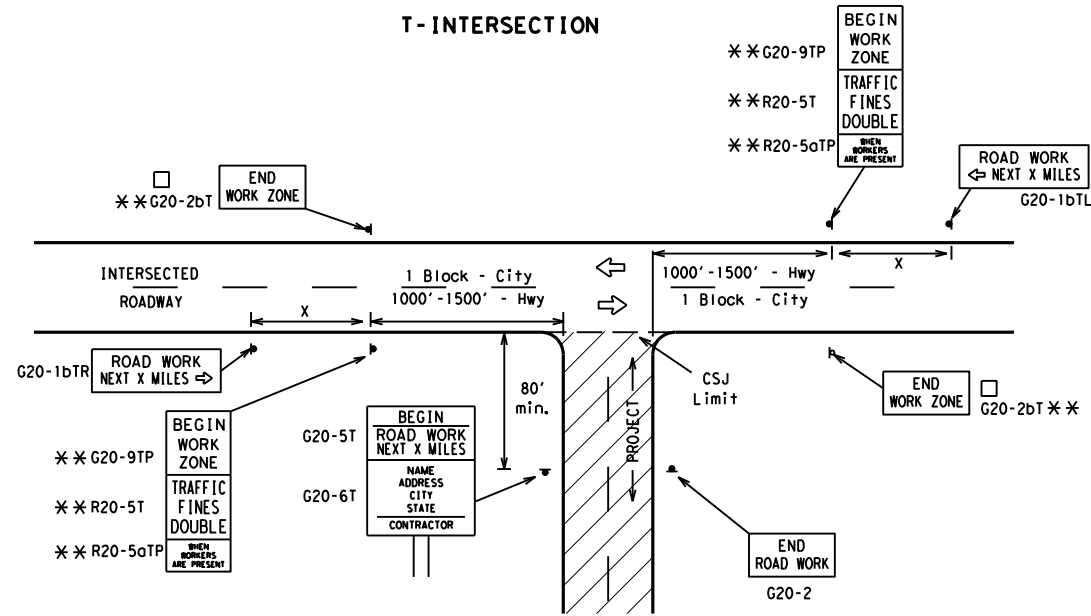 T-INTERSECTION
**G20-9TP
**R20-5T
**R20-5aTP
BEGIN
WORK
ZONE
TRAFFIC
FINES
DOUBLE
WHEN
WORKERS
ARE PRESENT
ROAD WORK
⇦ NEXT X MILES
G20-1bTL
□
**G20-2bT
END
WORK ZONE
INTERSECTED
ROADWAY
1 Block - City
1000'-1500' - Hwy
1000'-1500' - Hwy
1 Block - City
X
X
G20-1bTR
ROAD WORK
NEXT X MILES ⇨
80'
min.
CSJ
Limit
PROJECT
END
WORK ZONE
□
G20-2bT **
**G20-9TP
**R20-5T
**R20-5aTP
BEGIN
WORK
ZONE
TRAFFIC
FINES
DOUBLE
WHEN
WORKERS
ARE PRESENT
G20-5T
G20-6T
BEGIN
ROAD WORK
NEXT X MILES
NAME
ADDRESS
CITY
STATE
CONTRACTOR
END
ROAD WORK
G20-2